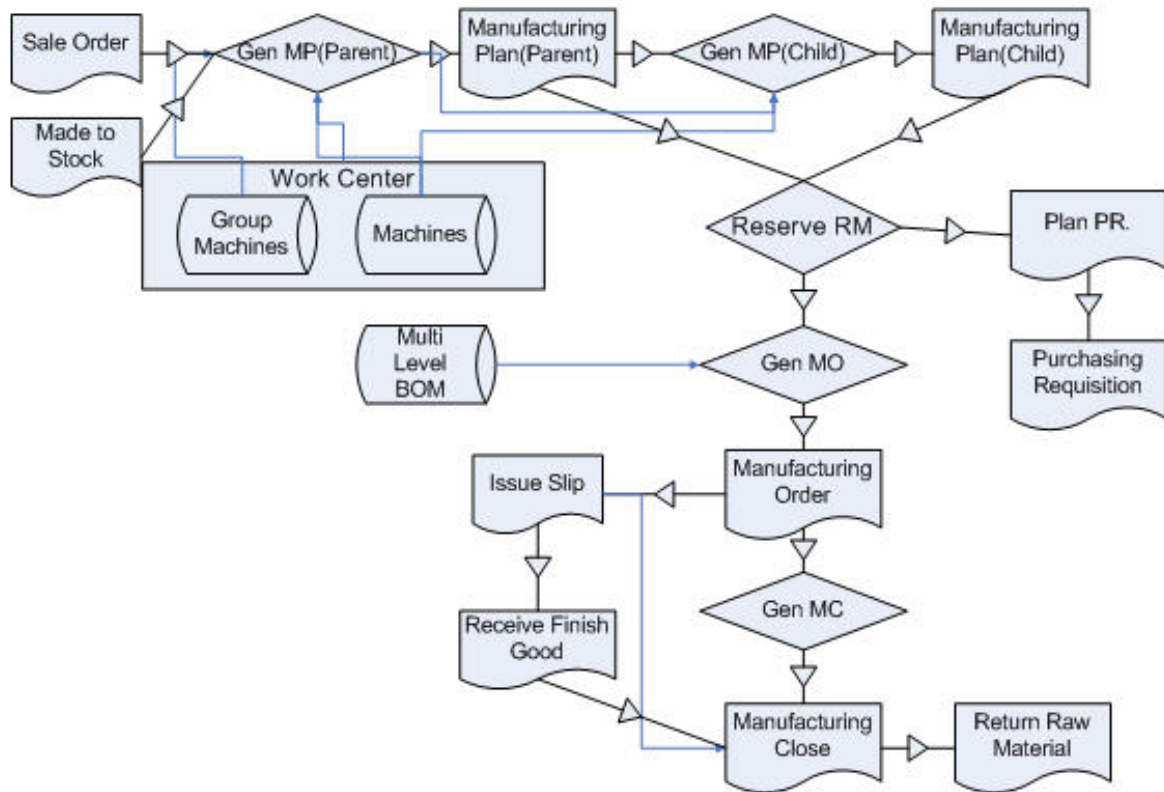 Sale Order
Gen MP(Parent)
Manufacturing
Plan(Parent)
Gen MP(Child)
Manufacturing
Plan(Child)
Made to
Stock
Work Center
Group
Machines
Machines
Reserve RM
Plan PR.
Multi
Level
BOM
Gen MO
Purchasing
Requisition
Issue Slip
Manufacturing
Order
Gen MC
Receive Finish
Good
Manufacturing
Close
Return Raw
Material